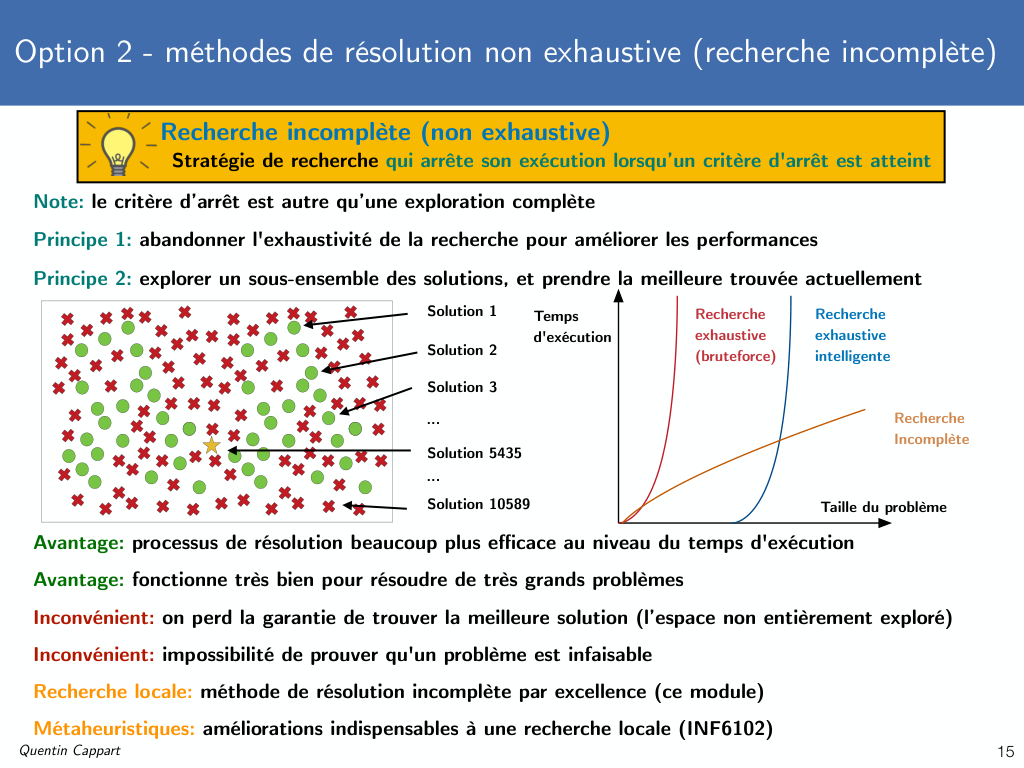 Option 2 - méthodes de résolution non exhaustive (recherche incomplète)
Recherche incomplète (non exhaustive)
Stratégie de recherche qui arrête son exécution lorsqu'un critère d'arrêt est atteint
Note: le critère d'arrêt est autre qu'une exploration complète
Principe 1: abandonner l'exhaustivité de la recherche pour améliorer les performances
Principe 2: explorer un sous-ensemble des solutions, et prendre la meilleure trouvée actuellement
Solution 1
Solution 2
Solution 3
...
Solution 5435
...
Solution 10589
Temps
d'exécution
Recherche
exhaustive
(bruteforce)
Recherche
exhaustive
intelligente
Recherche
Incomplète
Taille du problème
Avantage: processus de résolution beaucoup plus efficace au niveau du temps d'exécution
Avantage: fonctionne très bien pour résoudre de très grands problèmes
Inconvénient: on perd la garantie de trouver la meilleure solution (l'espace non entièrement exploré)
Inconvénient: impossibilité de prouver qu'un problème est infaisable
Recherche locale: méthode de résolution incomplète par excellence (ce module)
Métaheuristiques: améliorations indispensables à une recherche locale (INF6102)
Quentin Cappart
15